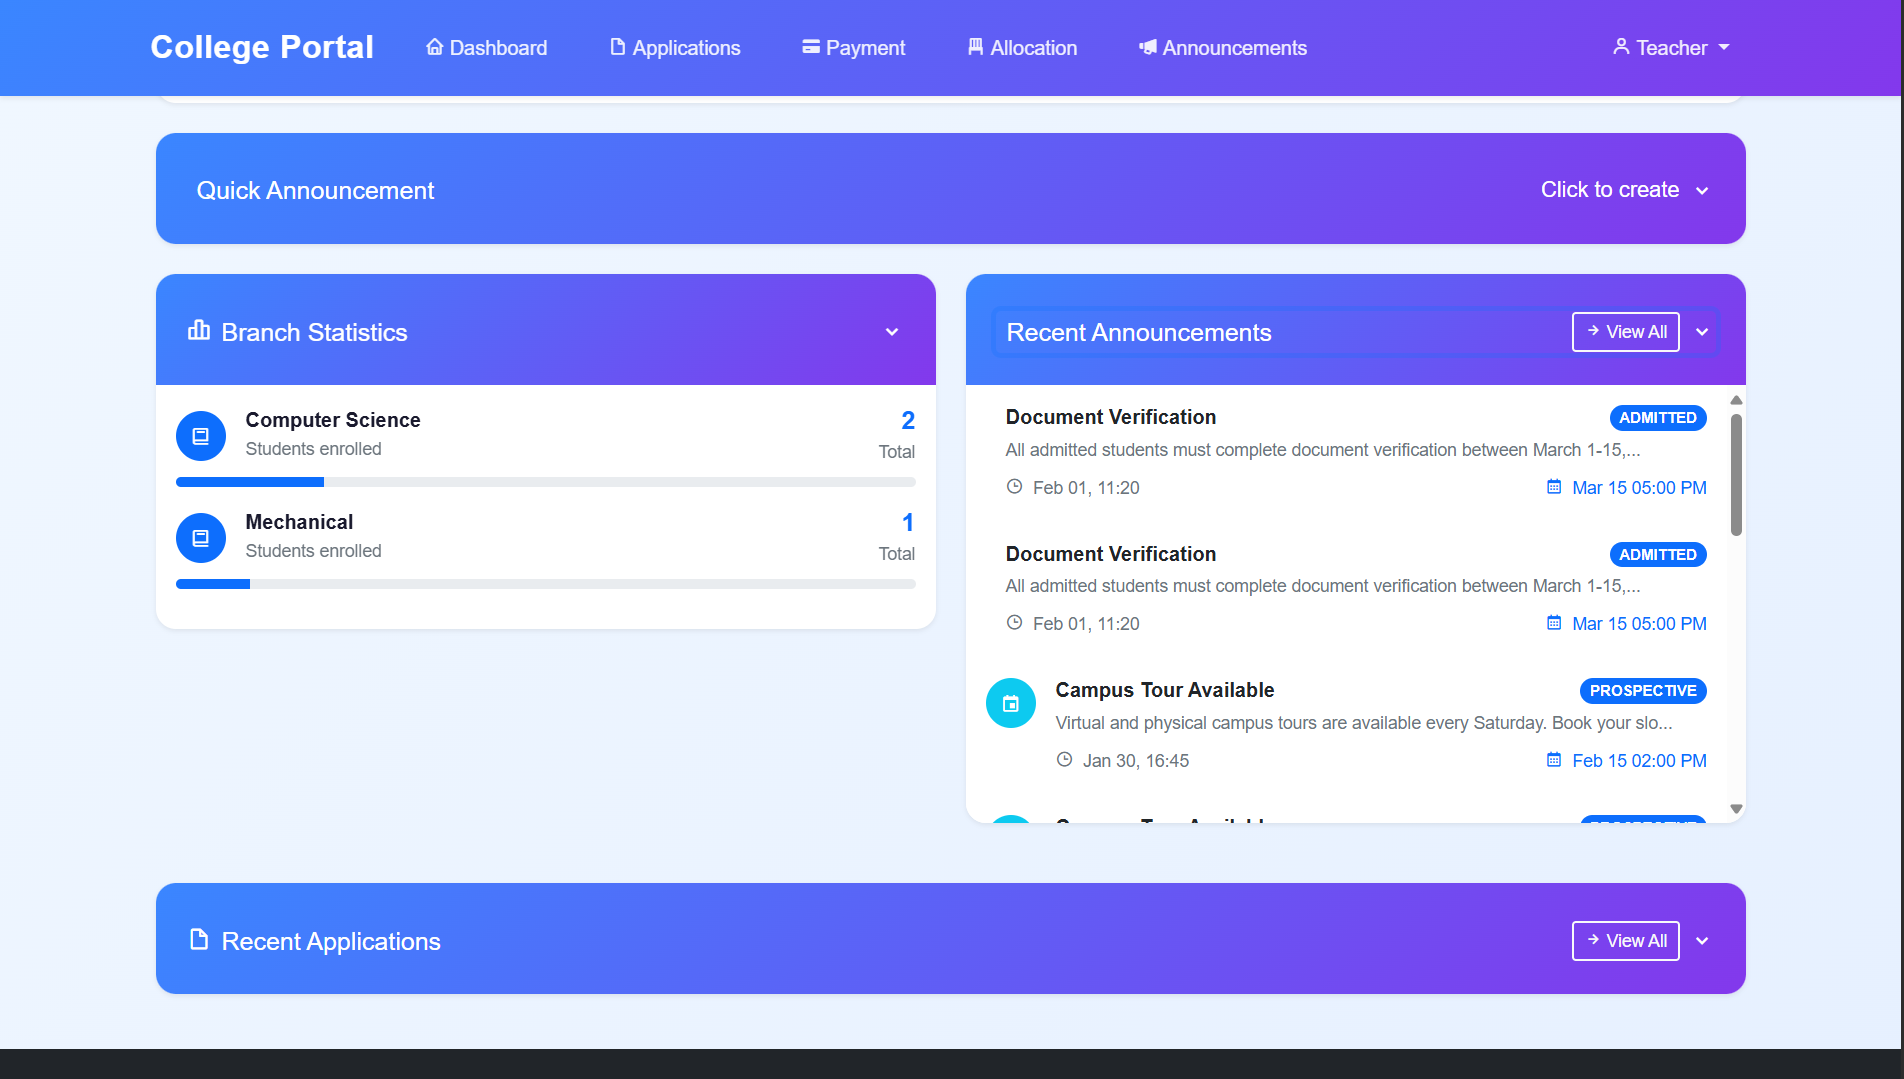 College Portal
Dashboard
Applications
Payment
Allocation
Announcements
Teacher
Quick Announcement
Click to create
Branch Statistics
Computer Science
2
Students enrolled
Total
Mechanical
1
Students enrolled
Total
Recent Announcements
View All
Document Verification
ADMITTED
All admitted students must complete document verification between March 1-15,...
Feb 01, 11:20
Mar 15 05:00 PM
Document Verification
ADMITTED
All admitted students must complete document verification between March 1-15,...
Feb 01, 11:20
Mar 15 05:00 PM
Campus Tour Available
PROSPECTIVE
Virtual and physical campus tours are available every Saturday. Book your slo...
Jan 30, 16:45
Feb 15 02:00 PM
Recent Applications
View All